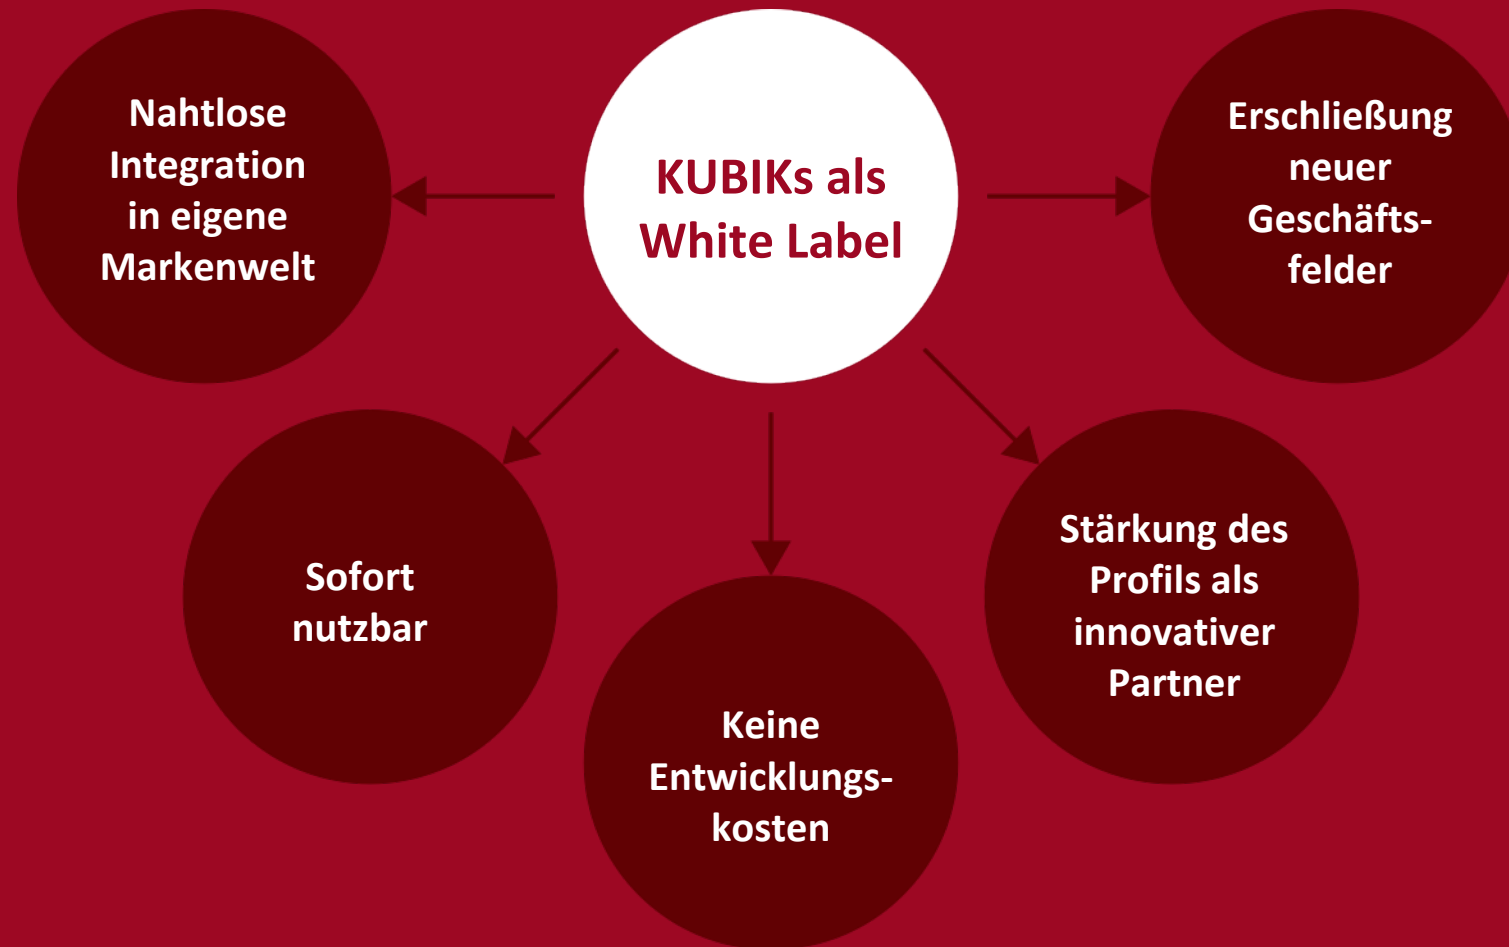 Nahtlose
Integration
in eigene
Markenwelt
KUBIKs als
White Label
Erschließung
neuer
Geschäfts-
felder
Sofort
nutzbar
Keine
Entwicklungs-
kosten
Stärkung des
Profils als
innovativer
Partner